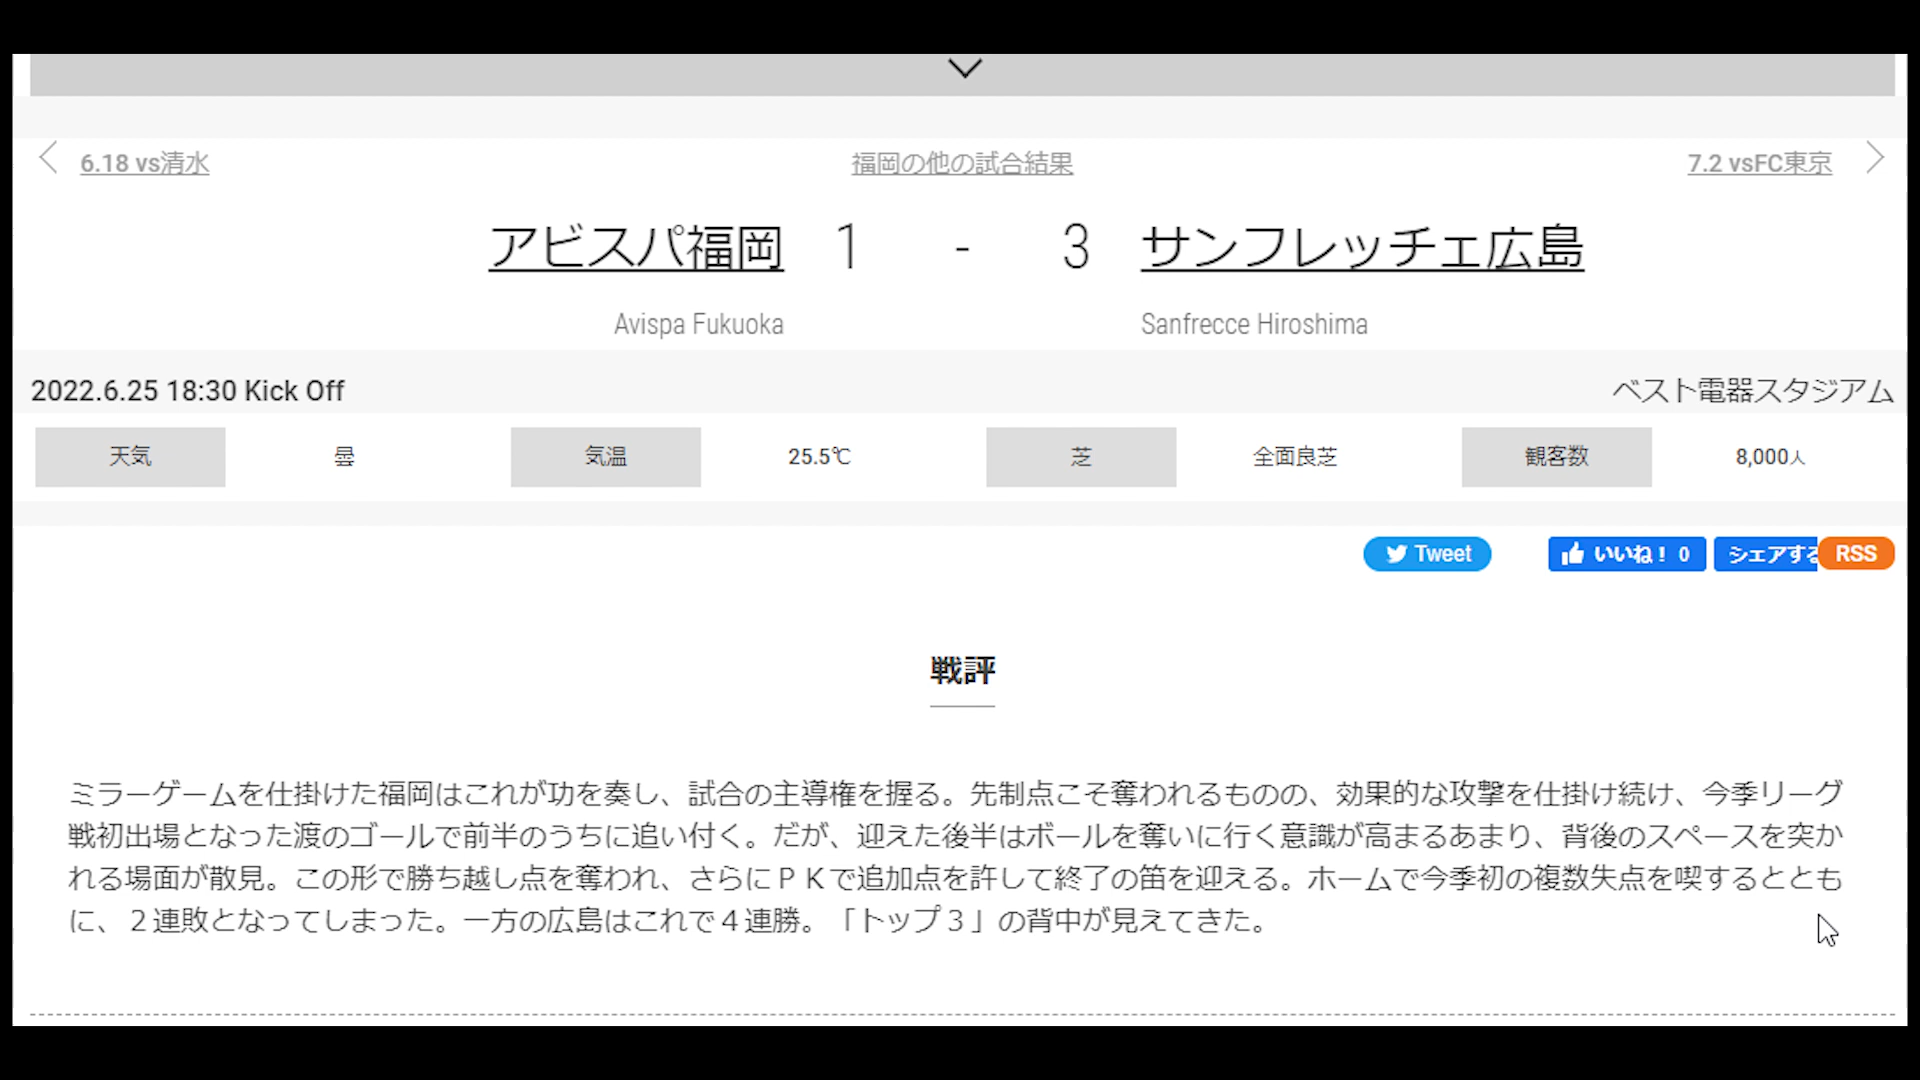 6.18 vs清水 福岡の他の試合結果 7.2 vsFC東京
アビスパ福岡 1 - 3 サンフレッチェ広島
Avispa Fukuoka Sanfrecce Hiroshima
2022.6.25 18:30 Kick Off ベスト電器スタジアム
天気 曇 気温 25.5℃ 芝 全面良芝 観客数 8,000人
Tweet いいね！ 0 シェアする RSS
戦評
ミラーゲームを仕掛けた福岡はこれが功を奏し、試合の主導権を握る。先制点こそ奪われるものの、効果的な攻撃を仕掛け続け、今季リーグ
戦初出場となった渡のゴールで前半のうちに追い付く。だが、迎えた後半はボールを奪いに行く意識が高まるあまり、背後のスペースを突か
れる場面が散見。この形で勝ち越し点を奪われ、さらにＰＫで追加点を許して終了の笛を迎える。ホームで今季初の複数失点を喫するととも
に、２連敗となってしまった。一方の広島はこれで４連勝。「トップ３」の背中が見えてきた。